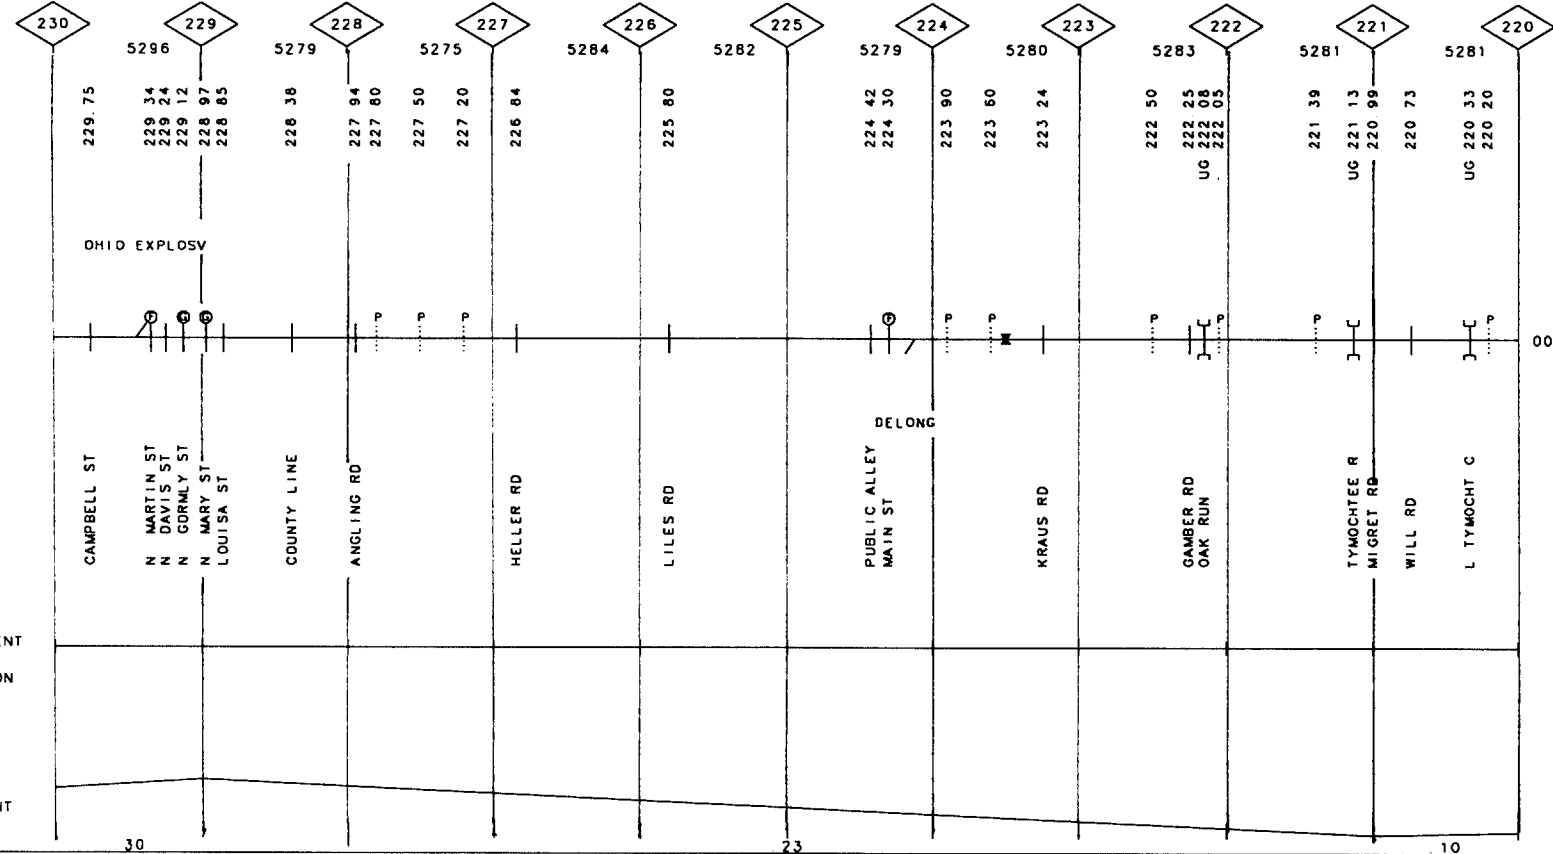 230 229 228 227 226 225 224 223 222 221 220
5296 5279 5275 5284 5282 5279 5280 5283 5281 5281
229.75
229 34
229 24
229 12
228 97
228 85
228 38
227 94
227 80
227 50
227 20
226 84
225 80
224 42
224 30
223 90
223 60
223 24
222 50
222 25
UG 222 08
222 05
221 39
UG 221 13
220.99
220 73
UG 220 33
220 20
OHIO EXPLOSV
F G G P P P F P P P P P P
00
DELONG
CAMPBELL ST
N MARTIN ST
N DAVIS ST
N GORMLY ST
N MARY ST
LOUISA ST
COUNTY LINE
ANGLING RD
HELLER RD
LILES RD
PUBLIC ALLEY
MAIN ST
KRAUS RD
GAMBER RD
OAK RUN
TYMOCHTEE R
MIGRET RD
WILL RD
L TYMOCHT C
ENT
ON
NT
30 23 10